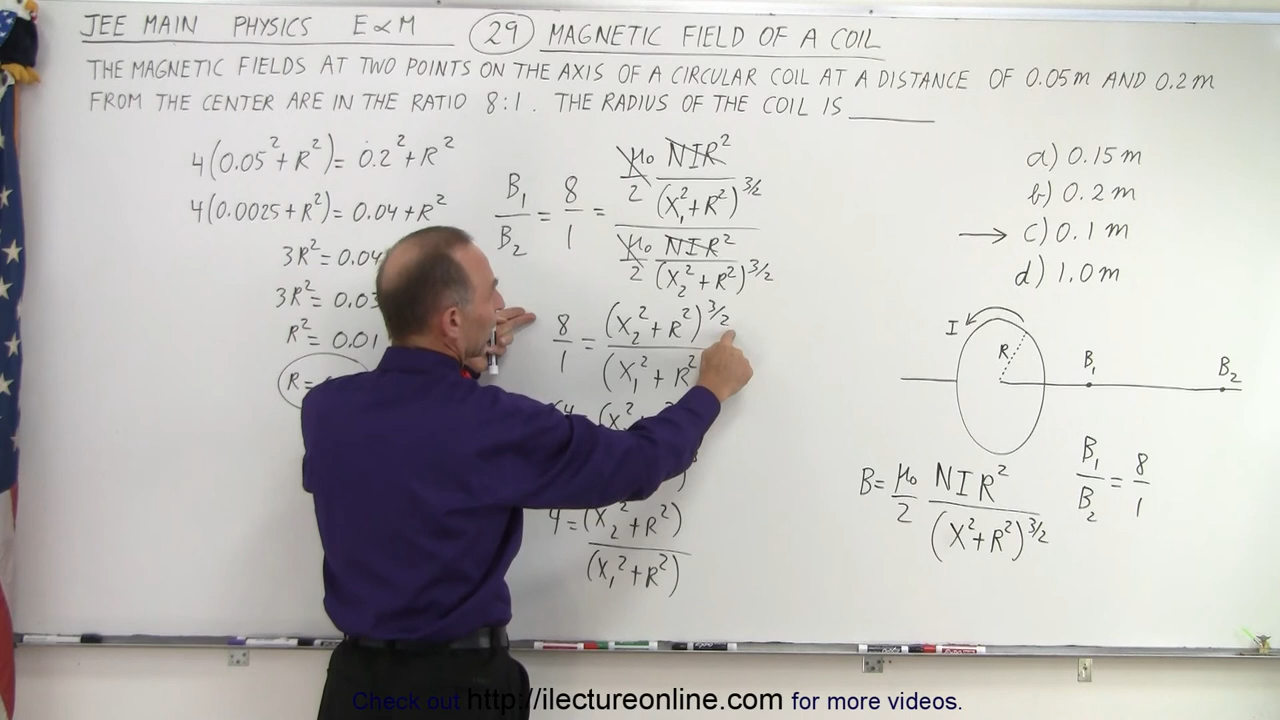 JEE MAIN PHYSICS E&M 29 MAGNETIC FIELD OF A COIL
THE MAGNETIC FIELDS AT TWO POINTS ON THE AXIS OF A CIRCULAR COIL AT A DISTANCE OF 0.05m AND 0.2m
FROM THE CENTER ARE IN THE RATIO 8:1. THE RADIUS OF THE COIL IS ______
4(0.05²+R²)=0.2²+R²
4(0.0025+R²)=0.04+R²
3R²=0.04
3R²=0.03
R²=0.01
R=
B₁/B₂ = 8/1 = (μ₀/2 NIR²/(X₁²+R²)^3/2)/(μ₀/2 NIR²/(X₂²+R²)^3/2)
8/1 = (X₂²+R²)^3/2/(X₁²+R²
4=(X₂²+R²)/(X₁²+R²)
a) 0.15m
b) 0.2m
→ c) 0.1m
d) 1.0m
I
R
B₁
B₂
B=μ₀/2 NIR²/(X²+R²)^3/2
B₁/B₂=8/1
Check out http://ilectureonline.com for more videos.